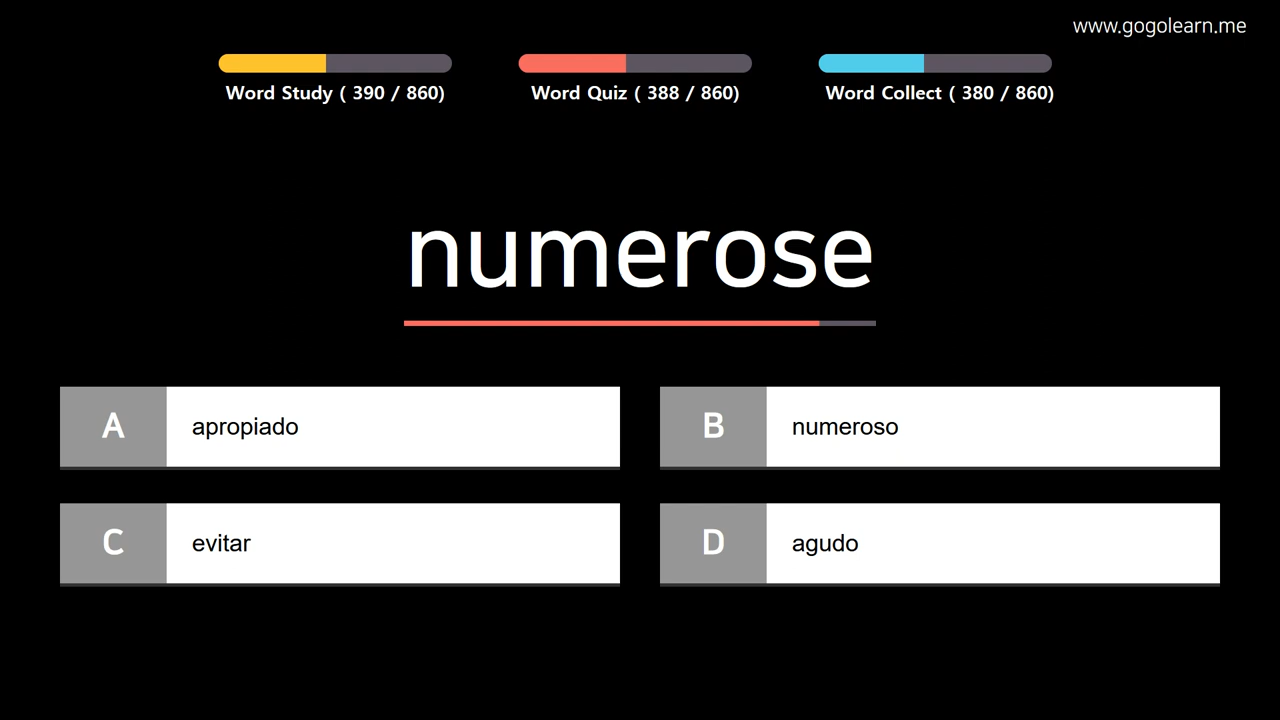 www.gogolearn.me
Word Study ( 390 / 860)
Word Quiz ( 388 / 860)
Word Collect ( 380 / 860)
numerose
A apropiado
B numeroso
C evitar
D agudo